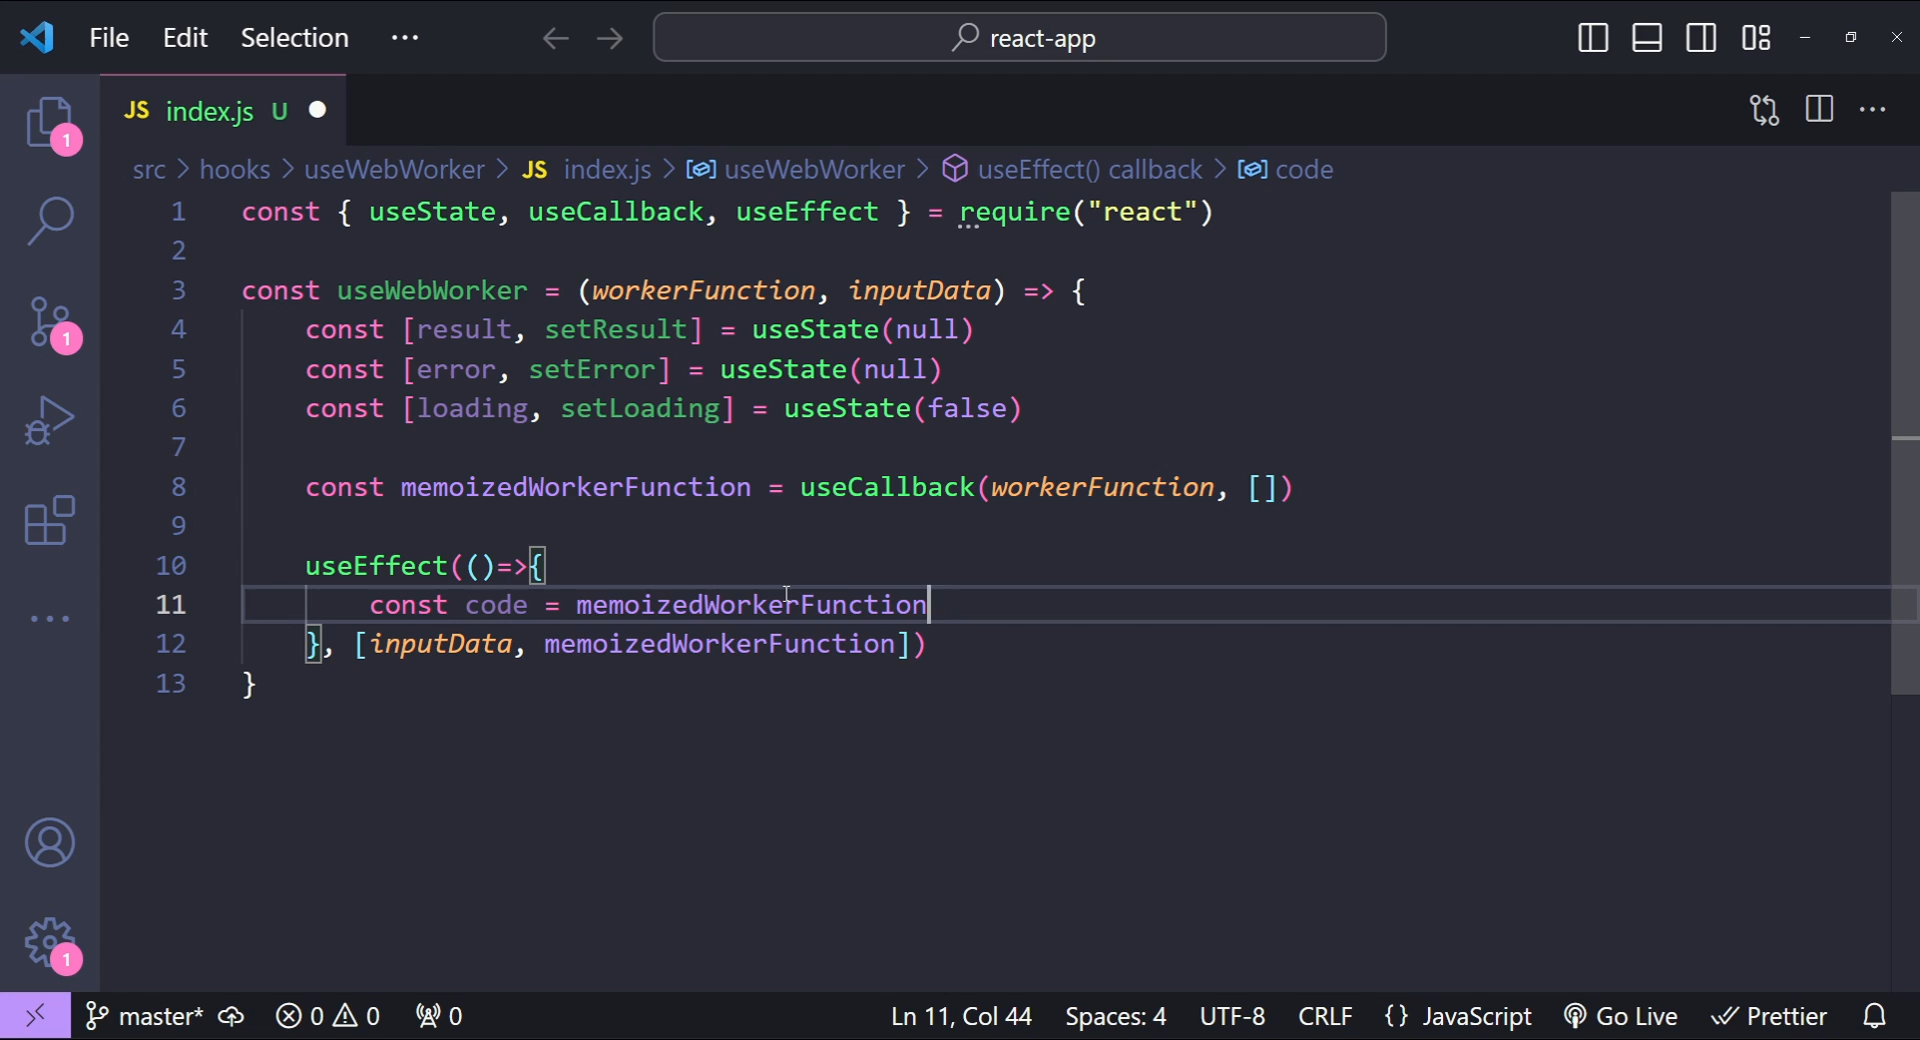 File Edit Selection ··· react-app
JS index.js U
src > hooks > useWebWorker > JS index.js > useWebWorker > useEffect() callback > code
1 const { useState, useCallback, useEffect } = require("react")
2
3 const useWebWorker = (workerFunction, inputData) => {
4 const [result, setResult] = useState(null)
5 const [error, setError] = useState(null)
6 const [loading, setLoading] = useState(false)
7
8 const memoizedWorkerFunction = useCallback(workerFunction, [])
9
10 useEffect(()=>{
11 const code = memoizedWorkerFunction
12 }, [inputData, memoizedWorkerFunction])
13 }
1
1
1
master* 0 0 0 Ln 11, Col 44 Spaces: 4 UTF-8 CRLF {} JavaScript Go Live Prettier